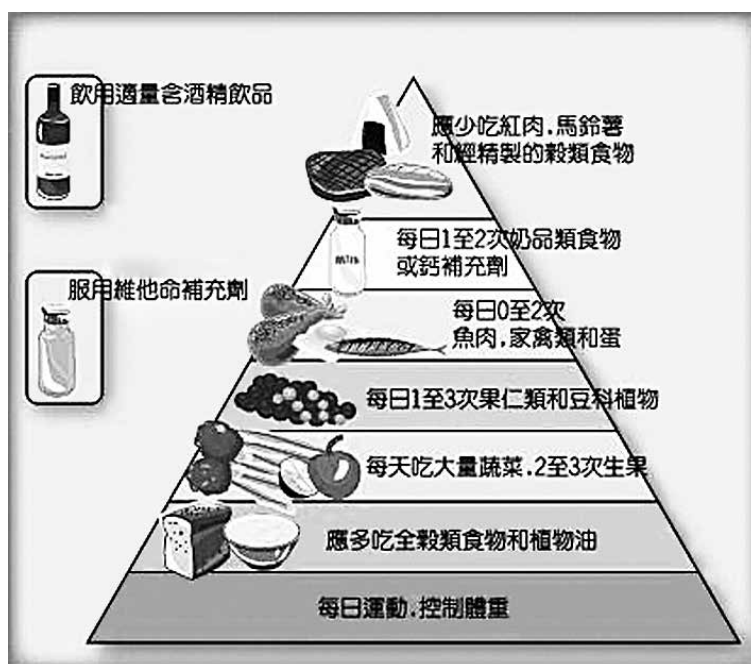 飲用適量含酒精飲品
應少吃紅肉.馬鈴薯
和經精製的穀類食物
每日1至2次奶品類食物
或鈣補充劑
MILK
服用維他命補充劑
每日0至2次
魚肉.家禽類和蛋
每日1至3次果仁類和豆科植物
每天吃大量蔬菜.2至3次生果
應多吃全穀類食物和植物油
每日運動.控制體重